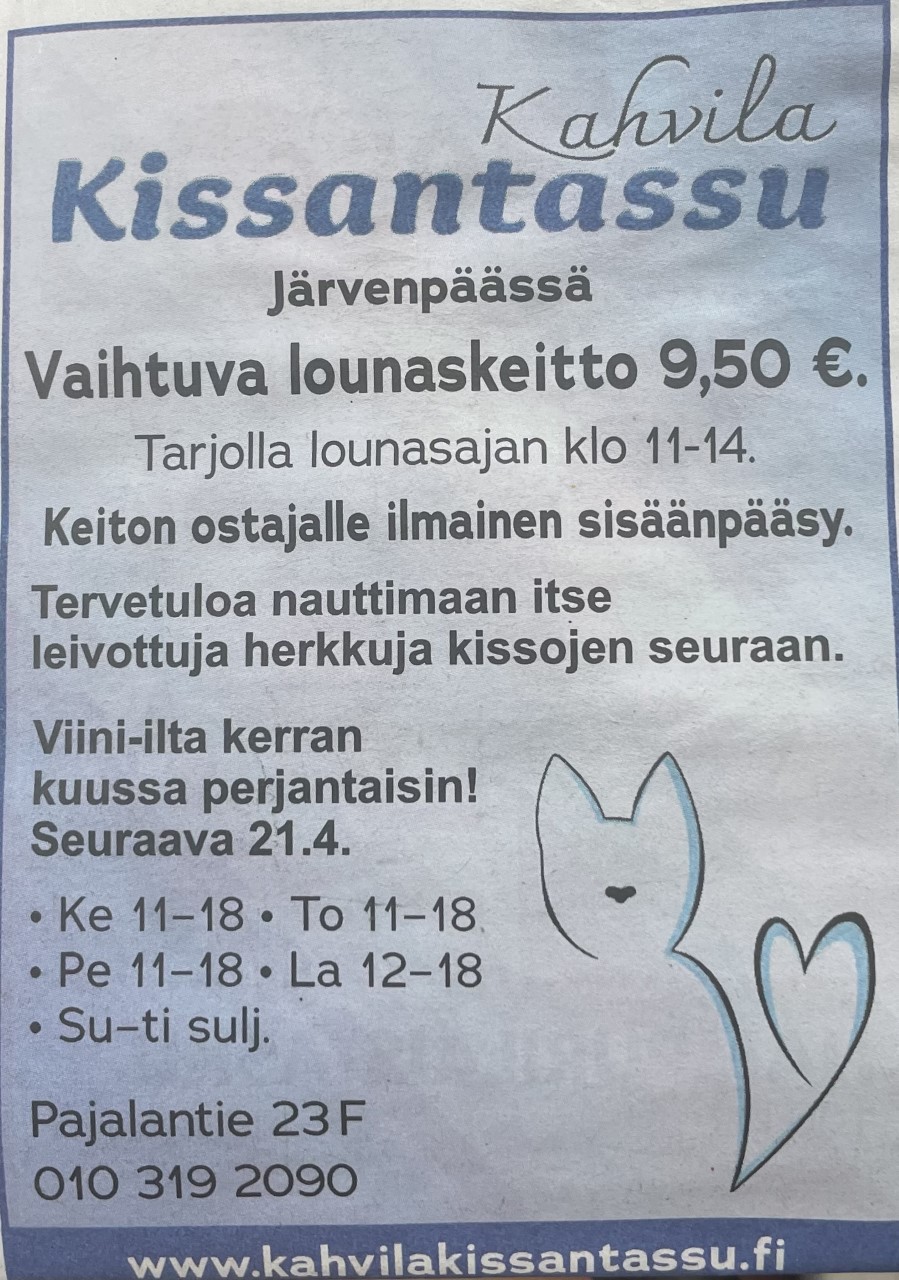 Kahvila
Kissantassu
Järvenpäässä
Vaihtuva lounaskeitto 9,50 €.
Tarjolla lounasajan klo 11-14.
Keiton ostajalle ilmainen sisäänpääsy.
Tervetuloa nauttimaan itse
leivottuja herkkuja kissojen seuraan.
Viini-ilta kerran
kuussa perjantaisin!
Seuraava 21.4.
• Ke 11–18 • To 11–18
• Pe 11–18 • La 12–18
• Su–ti sulj.
Pajalantie 23 F
010 319 2090
www.kahvilakissantassu.fi